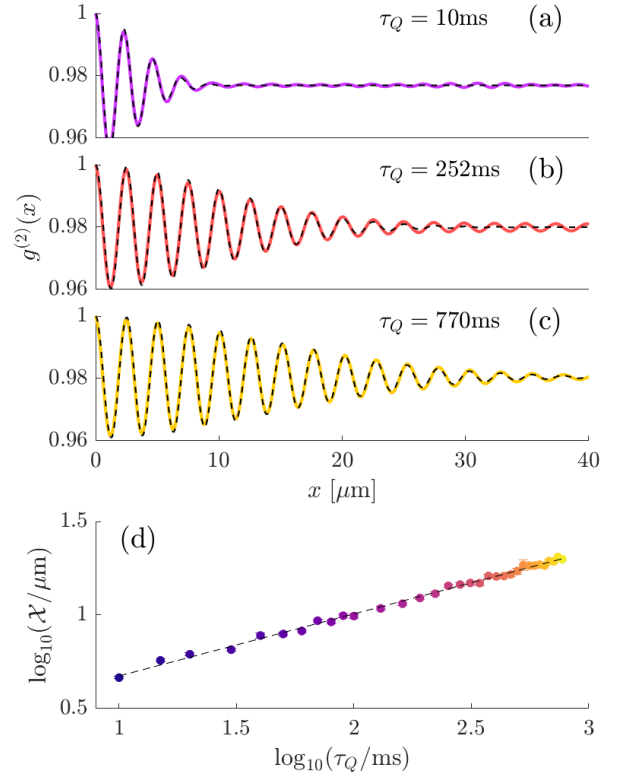 1
τ_Q = 10ms (a)
0.98
0.96
1
τ_Q = 252ms (b)
0.98
g^(2)(x)
0.96
1
τ_Q = 770ms (c)
0.98
0.96
0 10 20 30 40
x [μm]
1.5
(d)
log₁₀(𝒳/μm)
1
0.5
1 1.5 2 2.5 3
log₁₀(τ_Q/ms)